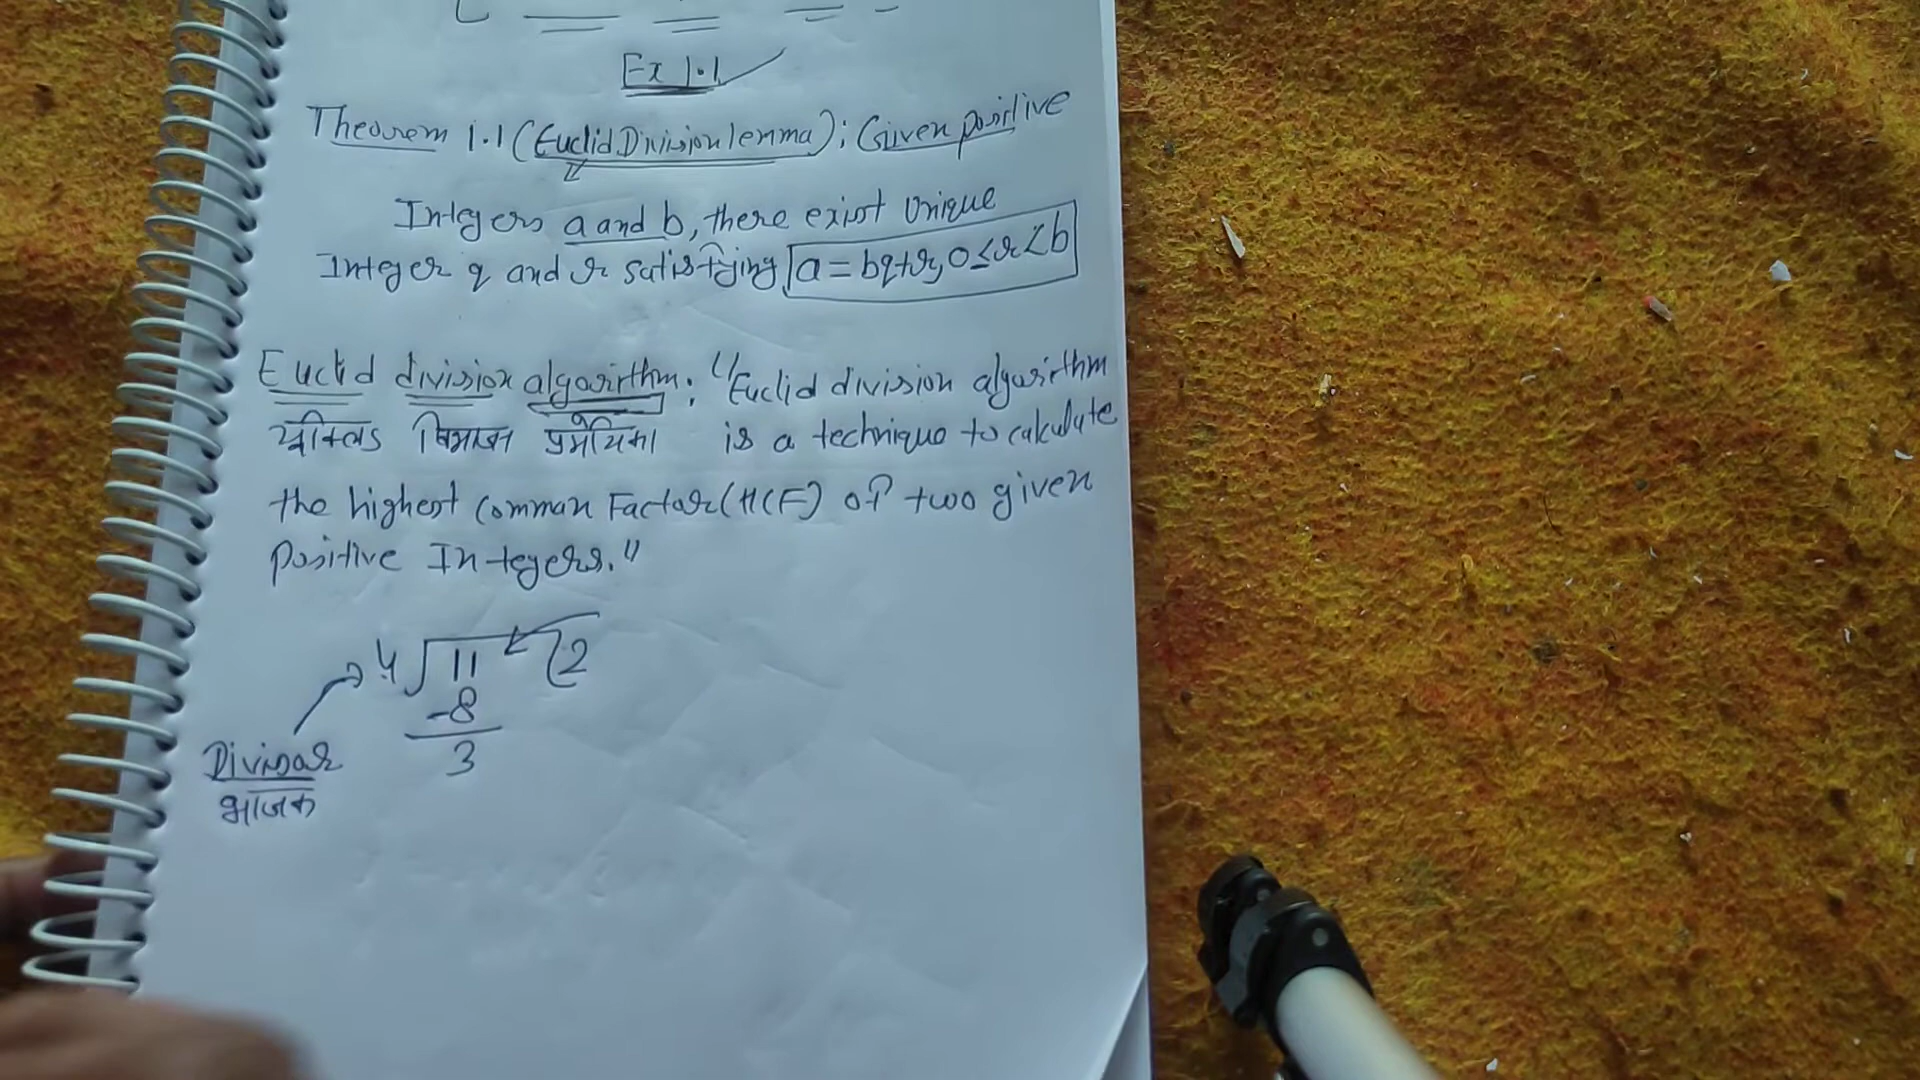 Ex 1.1
Theorem 1.1 (Euclid Division lemma); Given positive
Integers a and b, there exist Unique
Integer q and r satisfying a = bq+r, 0 ≤ r < b
Euclid division algorithm: "Euclid division algorithm
विभाजन प्रमेयिका is a technique to calculate
the highest Comman Factor (HCF) of two given
Positive Integers."
4 11 2
-8
3
Divisar
भाजक